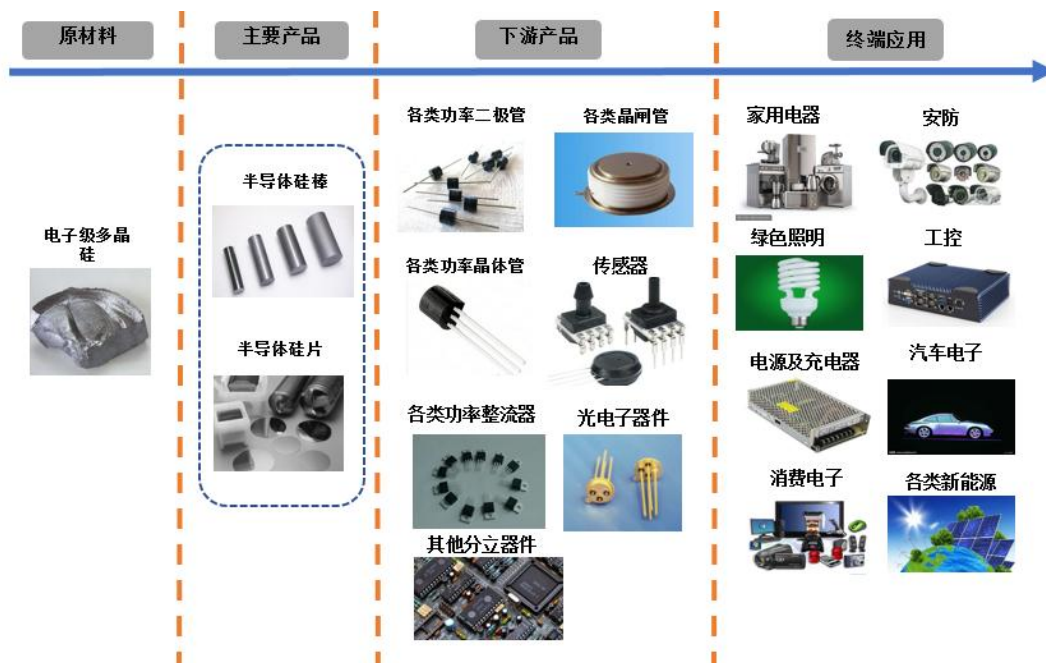 原材料
主要产品
下游产品
终端应用
电子级多晶
硅
半导体硅棒
半导体硅片
各类功率二极管
各类晶闸管
各类功率晶体管
传感器
各类功率整流器
光电子器件
其他分立器件
家用电器
安防
绿色照明
工控
电源及充电器
汽车电子
消费电子
各类新能源